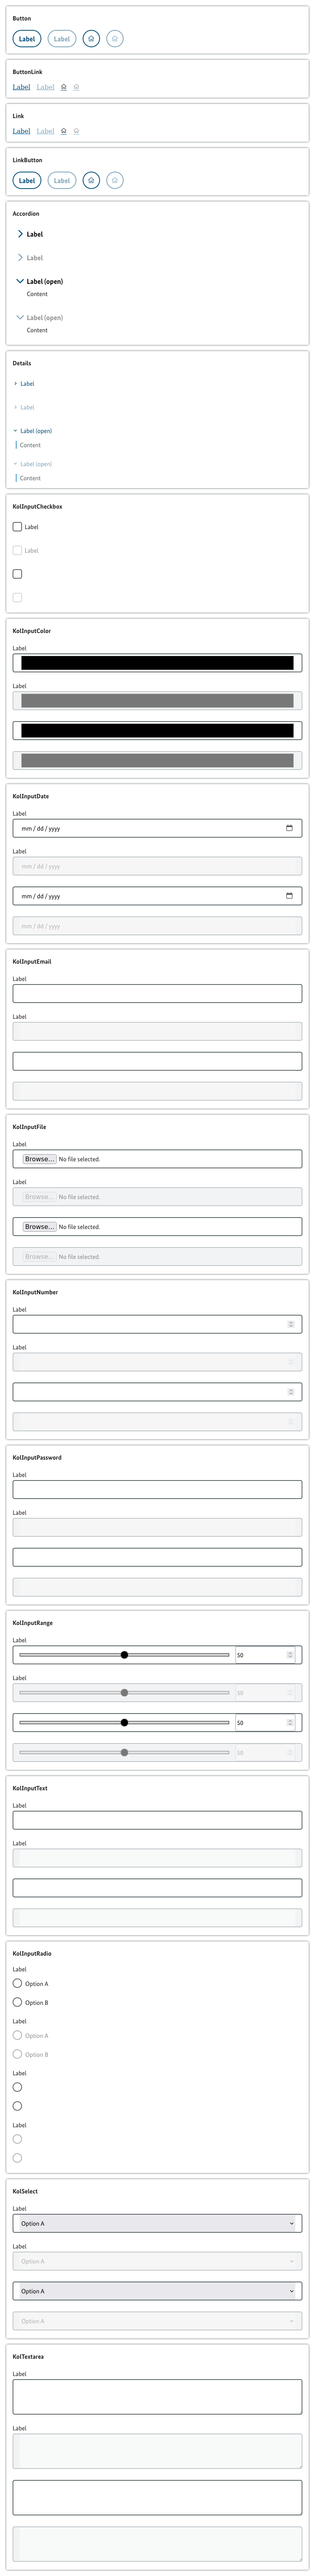 Button
Label Label
ButtonLink
Label Label
Link
Label Label
LinkButton
Label Label
Accordion
Label
Label
Label (open)
Content
Label (open)
Content
Details
Label
Label
Label (open)
Content
Label (open)
Content
KolInputCheckbox
Label
Label
KolInputColor
Label
Label
KolInputDate
Label
mm / dd / yyyy
Label
mm / dd / yyyy
mm / dd / yyyy
mm / dd / yyyy
KolInputEmail
Label
Label
KolInputFile
Label
Browse... No file selected.
Label
Browse... No file selected.
Browse... No file selected.
Browse... No file selected.
KolInputNumber
Label
Label
KolInputPassword
Label
Label
KolInputRange
Label
50
Label
50
50
50
KolInputText
Label
Label
KolInputRadio
Label
Option A
Option B
Label
Option A
Option B
Label
Label
KolSelect
Label
Option A
Label
Option A
Option A
Option A
KolTextarea
Label
Label